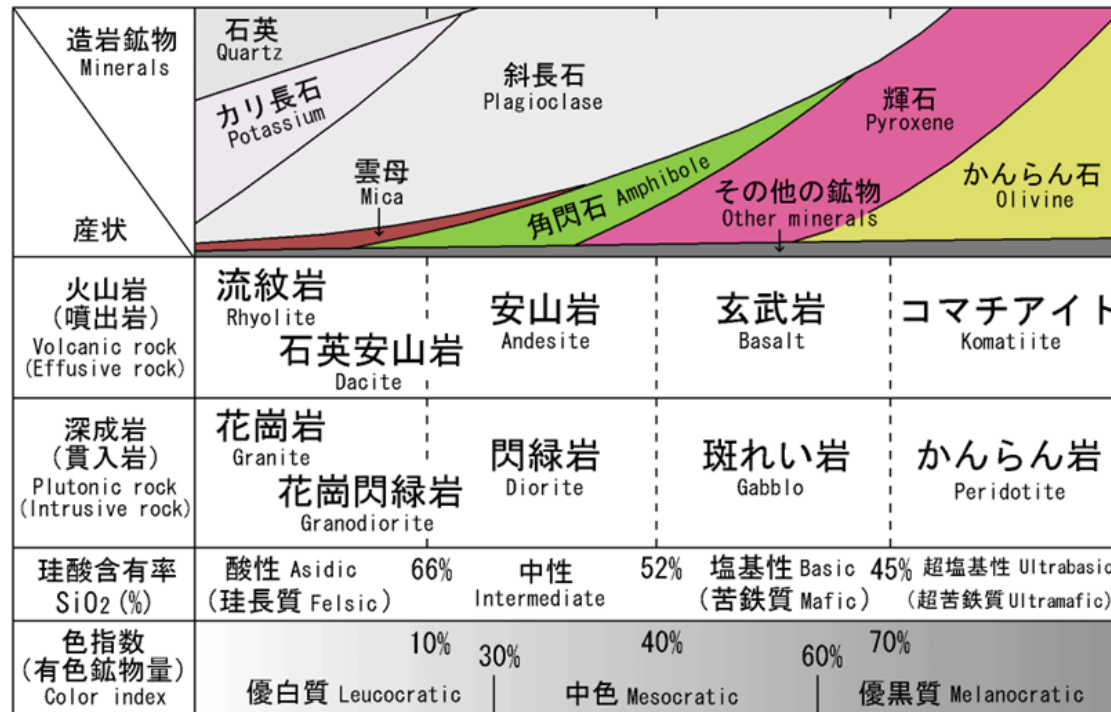 造岩鉱物
Minerals
産状
石英
Quartz
カリ長石
Potassium
斜長石
Plagioclase
雲母
Mica
角閃石 Amphibole
輝石
Pyroxene
その他の鉱物
Other minerals
かんらん石
Olivine
火山岩
(噴出岩)
Volcanic rock
(Effusive rock)
流紋岩
Rhyolite
石英安山岩
Dacite
安山岩
Andesite
玄武岩
Basalt
コマチアイト
Komatiite
深成岩
(貫入岩)
Plutonic rock
(Intrusive rock)
花崗岩
Granite
花崗閃緑岩
Granodiorite
閃緑岩
Diorite
斑れい岩
Gabblo
かんらん岩
Peridotite
珪酸含有率
SiO₂(%)
酸性 Asidic
(珪長質 Felsic)
66%
中性
Intermediate
52%
塩基性 Basic
(苦鉄質 Mafic)
45%
超塩基性 Ultrabasic
(超苦鉄質 Ultramafic)
色指数
(有色鉱物量)
Color index
10%
30%
40%
60%
70%
優白質 Leucocratic
中色 Mesocratic
優黒質 Melanocratic